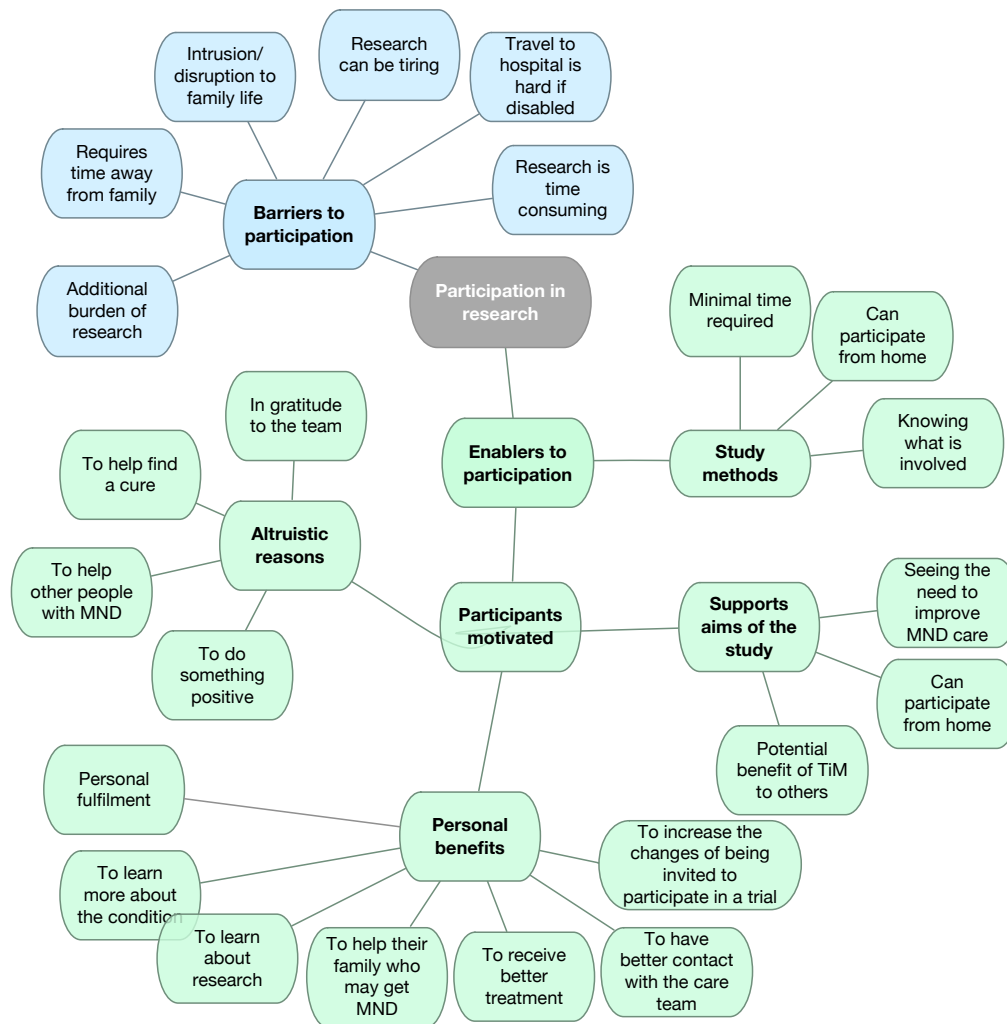 Research
can be tiring
Intrusion/
disruption to
family life
Travel to
hospital is
hard if
disabled
Requires
time away
from family
Research is
time
consuming
Barriers to
participation
Additional
burden of
research
Participation in
research
Minimal time
required
Can
participate
from home
In gratitude
to the team
Knowing
what is
involved
Enablers to
participation
Study
methods
To help find
a cure
Altruistic
reasons
To help
other people
with MND
To do
something
positive
Participants
motivated
Supports
aims of the
study
Seeing the
need to
improve
MND care
Can
participate
from home
Potential
benefit of TiM
to others
Personal
fulfilment
Personal
benefits
To increase the
changes of being
invited to
participate in a trial
To learn
more about
the condition
To learn
about
research
To help their
family who
may get
MND
To receive
better
treatment
To have
better contact
with the care
team